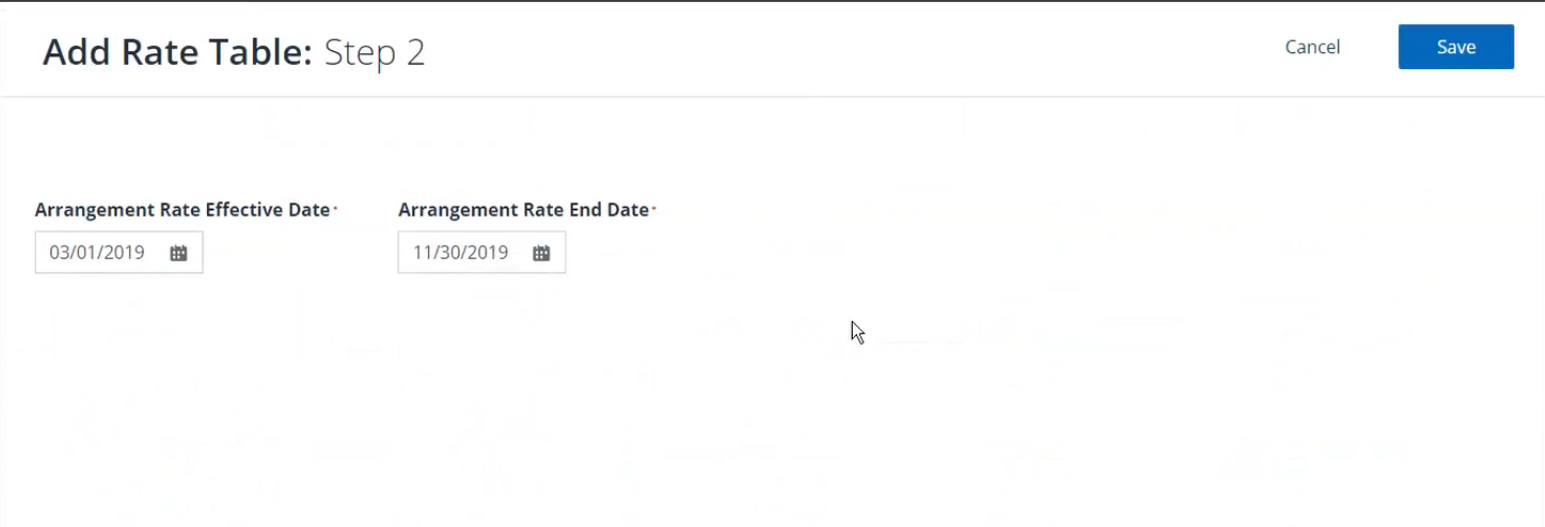 Add Rate Table: Step 2
Cancel
Save
Arrangement Rate Effective Date
Arrangement Rate End Date
03/01/2019
11/30/2019